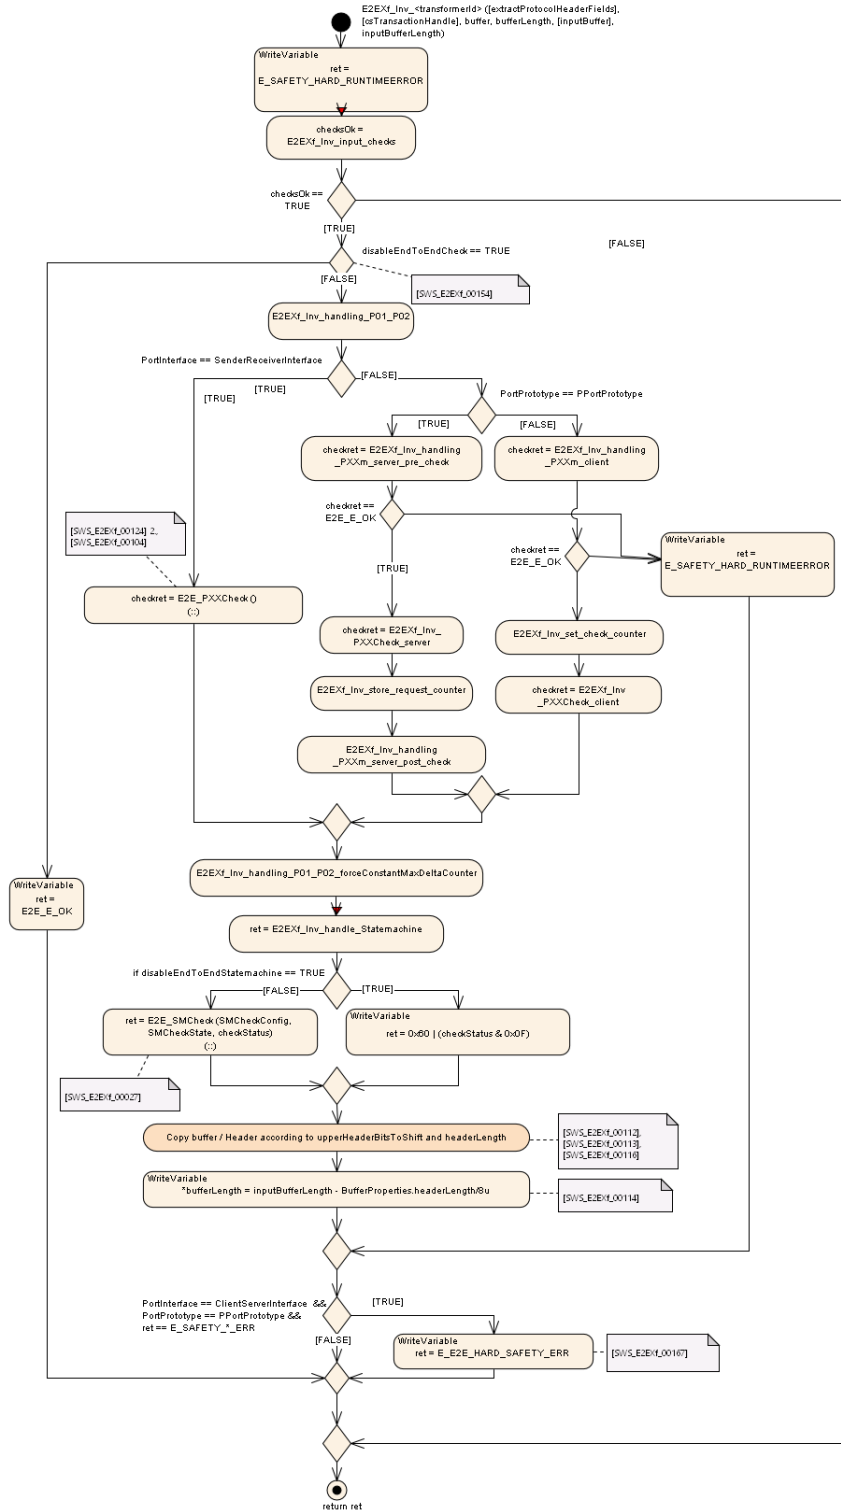 E2EXf_Inv_<transformerId> ([extractProtocolHeaderFields],
[csTransactionHandle], buffer, bufferLength, [inputBuffer],
inputBufferLength)
WriteVariable
ret =
E_SAFETY_HARD_RUNTIMEERROR
checksOk =
E2EXf_Inv_input_checks
checksOk ==
TRUE
[TRUE]
[FALSE]
disableEndToEndCheck == TRUE
[FALSE]
[SWS_E2EXf_00154]
E2EXf_Inv_handling_P01_P02
PortInterface == SenderReceiverInterface
[FALSE]
[TRUE]
[TRUE]
PortPrototype == PPortPrototype
[TRUE]
[FALSE]
checkret = E2EXf_Inv_handling
_PXXm_server_pre_check
checkret = E2EXf_Inv_handling
_PXXm_client
checkret ==
E2E_E_OK
[SWS_E2EXf_00124] 2.,
[SWS_E2EXf_00104]
checkret ==
E2E_E_OK
WriteVariable
ret =
E_SAFETY_HARD_RUNTIMEERROR
[TRUE]
checkret = E2E_PXXCheck ()
(::)
checkret = E2EXf_Inv_
PXXCheck_server
E2EXf_Inv_set_check_counter
E2EXf_Inv_store_request_counter
checkret = E2EXf_Inv
_PXXCheck_client
E2EXf_Inv_handling
_PXXm_server_post_check
E2EXf_Inv_handling_P01_P02_forceConstantMaxDeltaCounter
WriteVariable
ret =
E2E_E_OK
ret = E2EXf_Inv_handle_Statemachine
if disableEndToEndStatemachine == TRUE
[FALSE]
[TRUE]
ret = E2E_SMCheck (SMCheckConfig,
SMCheckState, checkStatus)
(::)
WriteVariable
ret = 0x60 | (checkStatus & 0x0F)
[SWS_E2EXf_00027]
Copy buffer / Header according to upperHeaderBitsToShift and headerLength
[SWS_E2EXf_00112],
[SWS_E2EXf_00113],
[SWS_E2EXf_00116]
WriteVariable
*bufferLength = inputBufferLength - BufferProperties.headerLength/8u
[SWS_E2EXf_00114]
PortInterface == ClientServerInterface &&
PortPrototype == PPortPrototype &&
ret == E_SAFETY_*_ERR
[TRUE]
[FALSE]
WriteVariable
ret = E_E2E_HARD_SAFETY_ERR
[SWS_E2EXf_00167]
return ret